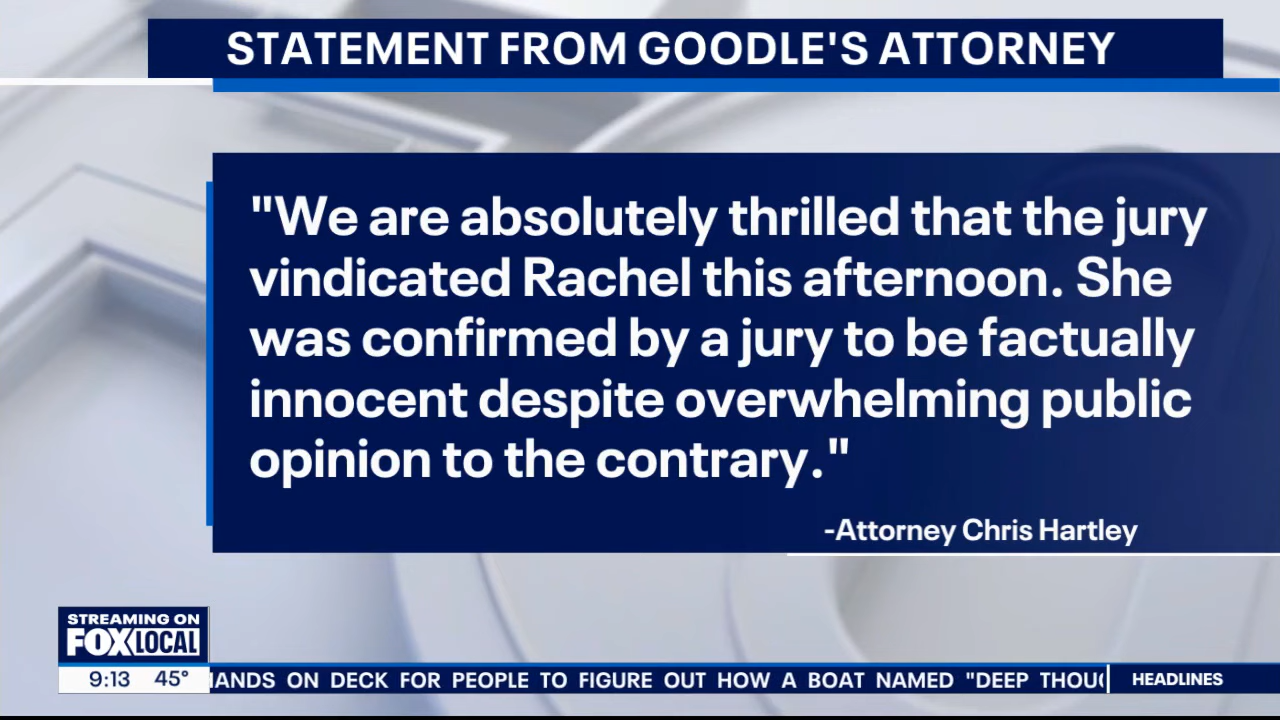 STATEMENT FROM GOODLE'S ATTORNEY
"We are absolutely thrilled that the jury
vindicated Rachel this afternoon. She
was confirmed by a jury to be factually
innocent despite overwhelming public
opinion to the contrary."
-Attorney Chris Hartley
STREAMING ON
FOX LOCAL
9:13 45° ON DECK FOR PEOPLE TO FIGURE OUT HOW A BOAT NAMED "DEEP HEADLINES